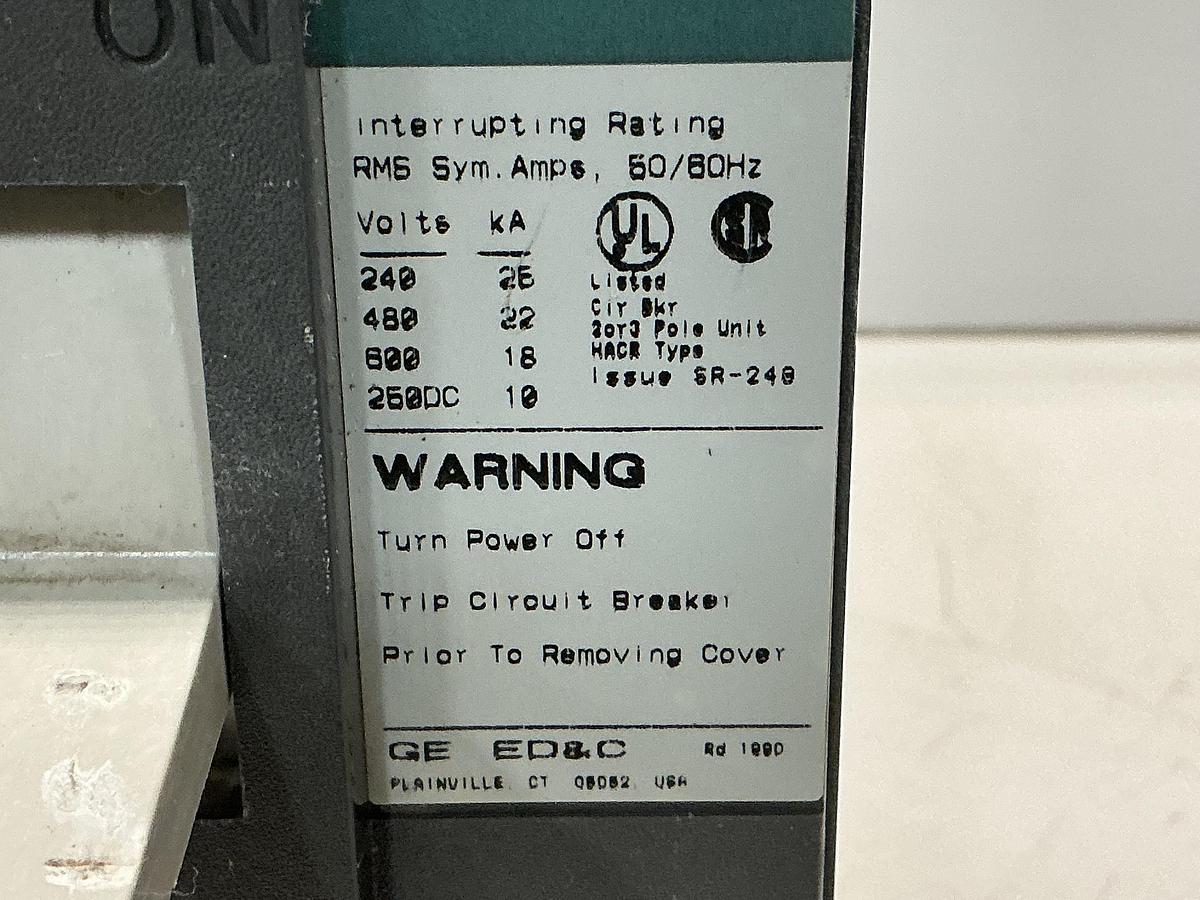 ON
Interrupting Rating
RMS Sym. Amps, 50/60Hz
Volts kA
240 25
480 22
600 18
250DC 10
UL
Listed
Cir Bkr
2or3 Pole Unit
HACR Type
Issue SR-248
WARNING
Turn Power Off
Trip Circuit Breaker
Prior To Removing Cover
GE ED&C
PLAINVILLE, CT 06062, USA